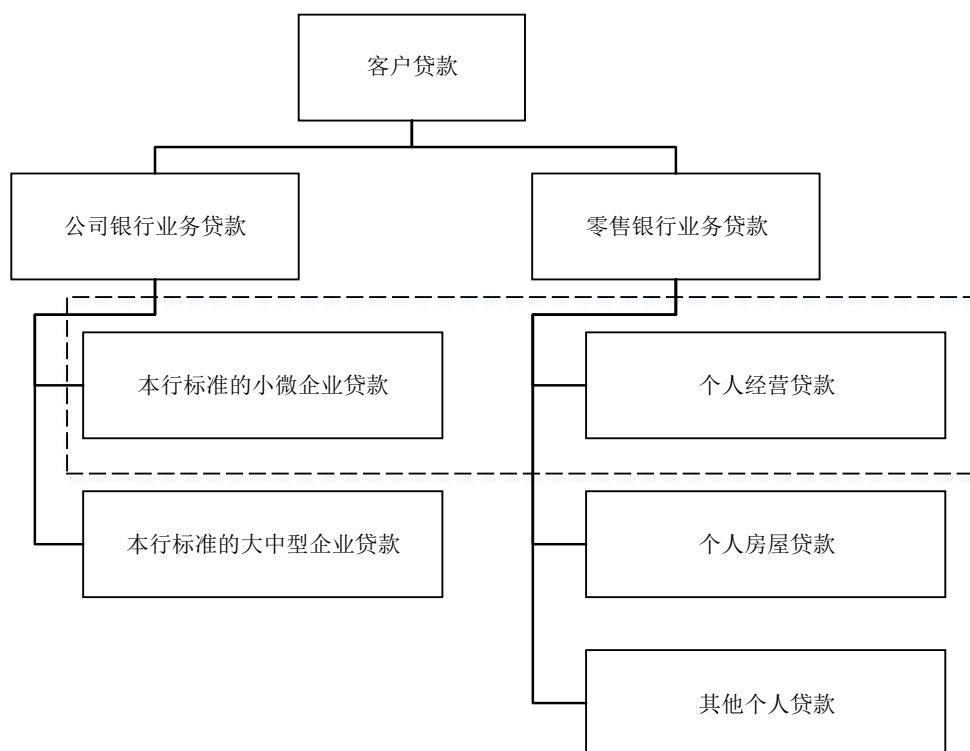 客户贷款
公司银行业务贷款
零售银行业务贷款
本行标准的小微企业贷款
个人经营贷款
本行标准的大中型企业贷款
个人房屋贷款
其他个人贷款